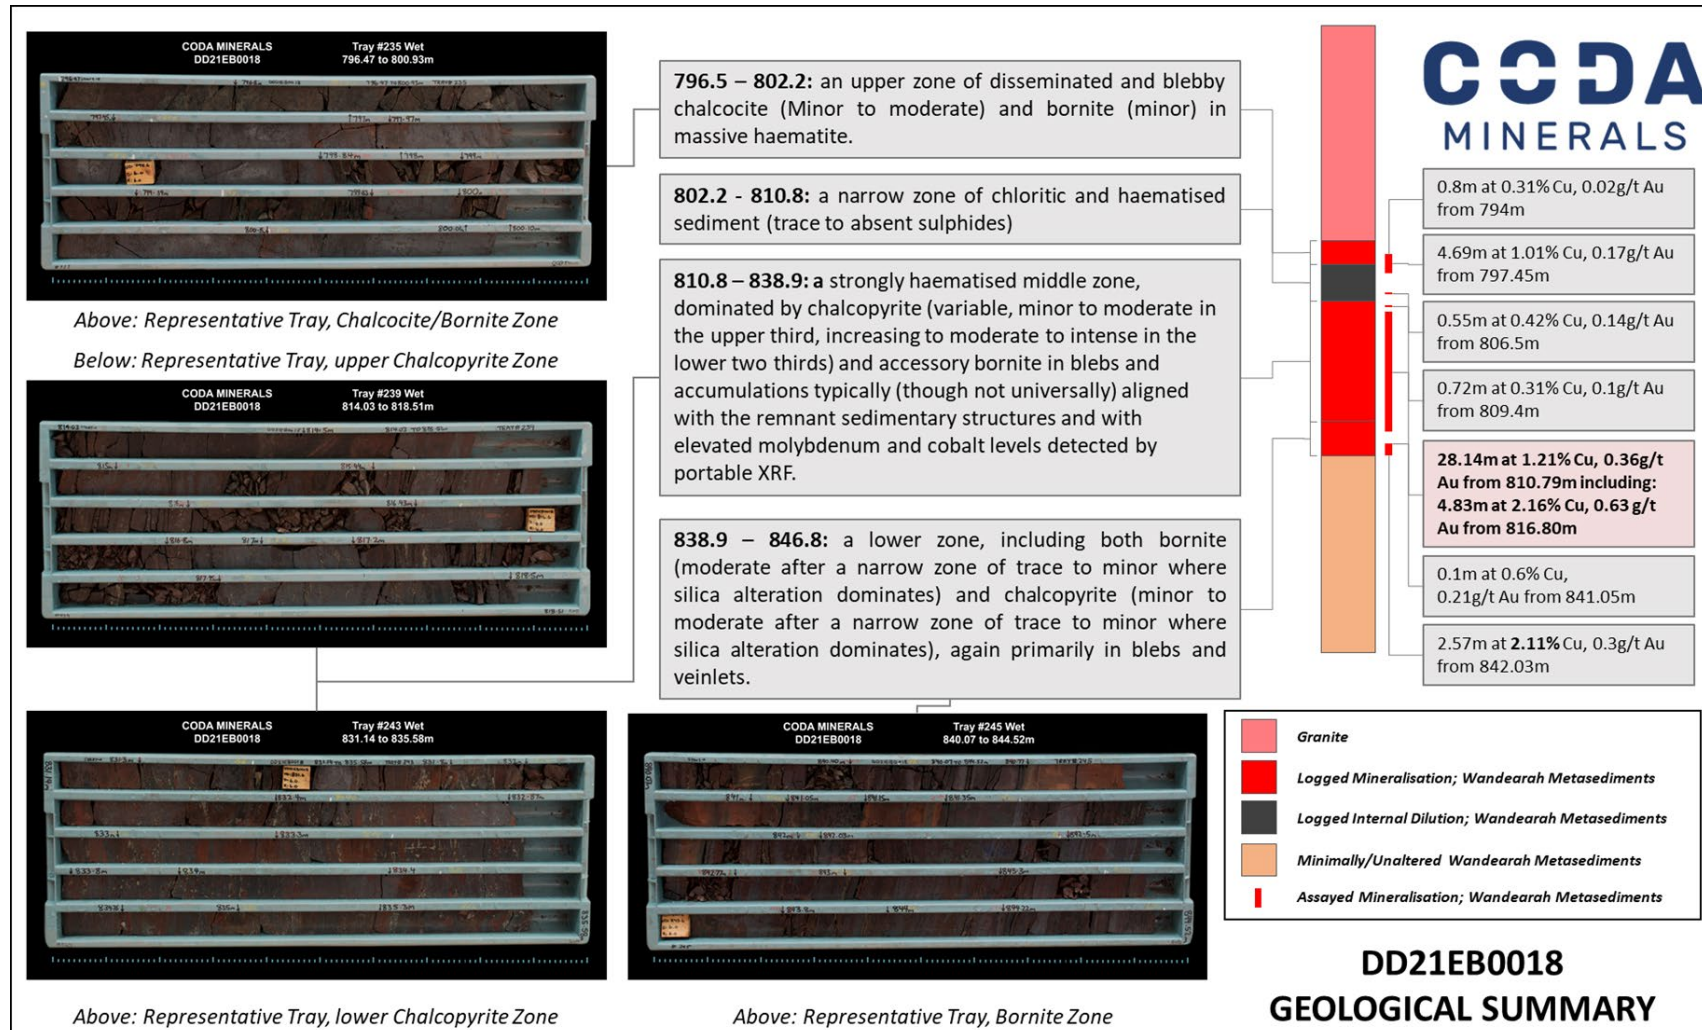 CODA MINERALS
DD21EB0018
Tray #235 Wet
796.47 to 800.93m
Above: Representative Tray, Chalcocite/Bornite Zone
Below: Representative Tray, upper Chalcopyrite Zone
CODA MINERALS
DD21EB0018
Tray #239 Wet
814.03 to 818.51m
CODA MINERALS
DD21EB0018
Tray #243 Wet
831.14 to 835.58m
Above: Representative Tray, lower Chalcopyrite Zone
CODA MINERALS
DD21EB0018
Tray #245 Wet
840.07 to 844.52m
Above: Representative Tray, Bornite Zone
796.5 – 802.2: an upper zone of disseminated and blebby
chalcocite (Minor to moderate) and bornite (minor) in
massive haematite.
802.2 - 810.8: a narrow zone of chloritic and haematised
sediment (trace to absent sulphides)
810.8 – 838.9: a strongly haematised middle zone,
dominated by chalcopyrite (variable, minor to moderate in
the upper third, increasing to moderate to intense in the
lower two thirds) and accessory bornite in blebs and
accumulations typically (though not universally) aligned
with the remnant sedimentary structures and with
elevated molybdenum and cobalt levels detected by
portable XRF.
838.9 – 846.8: a lower zone, including both bornite
(moderate after a narrow zone of trace to minor where
silica alteration dominates) and chalcopyrite (minor to
moderate after a narrow zone of trace to minor where
silica alteration dominates), again primarily in blebs and
veinlets.
CODA
MINERALS
0.8m at 0.31% Cu, 0.02g/t Au
from 794m
4.69m at 1.01% Cu, 0.17g/t Au
from 797.45m
0.55m at 0.42% Cu, 0.14g/t Au
from 806.5m
0.72m at 0.31% Cu, 0.1g/t Au
from 809.4m
28.14m at 1.21% Cu, 0.36g/t
Au from 810.79m including:
4.83m at 2.16% Cu, 0.63 g/t
Au from 816.80m
0.1m at 0.6% Cu,
0.21g/t Au from 841.05m
2.57m at 2.11% Cu, 0.3g/t Au
from 842.03m
Granite
Logged Mineralisation; Wandearah Metasediments
Logged Internal Dilution; Wandearah Metasediments
Minimally/Unaltered Wandearah Metasediments
Assayed Mineralisation; Wandearah Metasediments
DD21EB0018
GEOLOGICAL SUMMARY